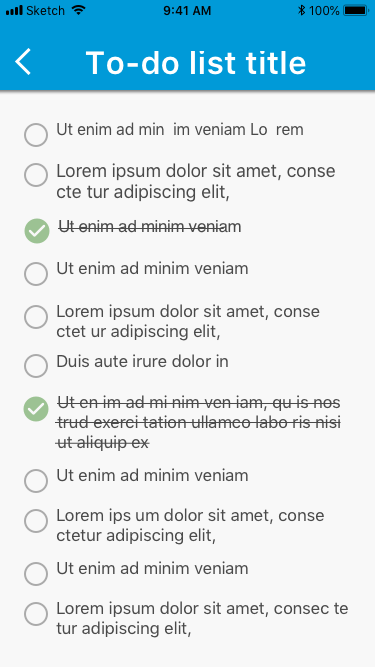 Sketch 9:41 AM 100%
To-do list title
Ut enim ad min  im veniam Lo  rem
Lorem ipsum dolor sit amet, conse
cte tur adipiscing elit,
Ut enim ad minim veniam
Ut enim ad minim veniam
Lorem ipsum dolor sit amet, conse
ctet ur adipiscing elit,
Duis aute irure dolor in
Ut en im ad mi nim ven iam, qu is nos
trud exerci tation ullamco labo ris nisi
ut aliquip ex
Ut enim ad minim veniam
Lorem ips um dolor sit amet, conse
ctetur adipiscing elit,
Ut enim ad minim veniam
Lorem ipsum dolor sit amet, consec te
tur adipiscing elit,